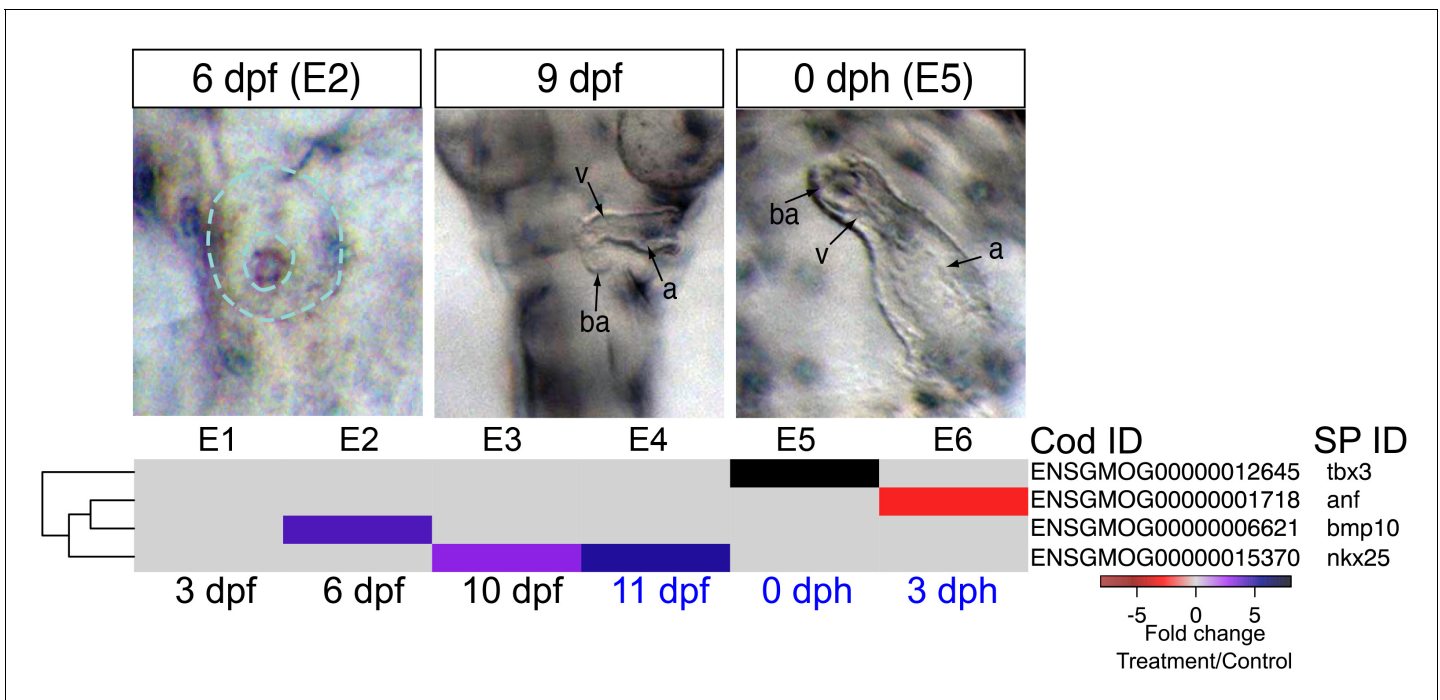 6 dpf (E2) 9 dpf 0 dph (E5)
v
a
ba
ba
v
a
E1 E2 E3 E4 E5 E6 Cod ID SP ID
ENSGMOG00000012645 tbx3
ENSGMOG00000001718 anf
ENSGMOG00000006621 bmp10
ENSGMOG00000015370 nkx25
3 dpf 6 dpf 10 dpf 11 dpf 0 dph 3 dph
-5 0 5
Fold change
Treatment/Control